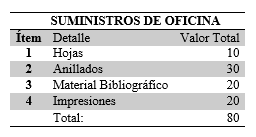 SUMINISTROS DE OFICINA
Ítem Detalle Valor Total
1 Hojas 10
2 Anillados 30
3 Material Bibliográfico 20
4 Impresiones 20
Total: 80